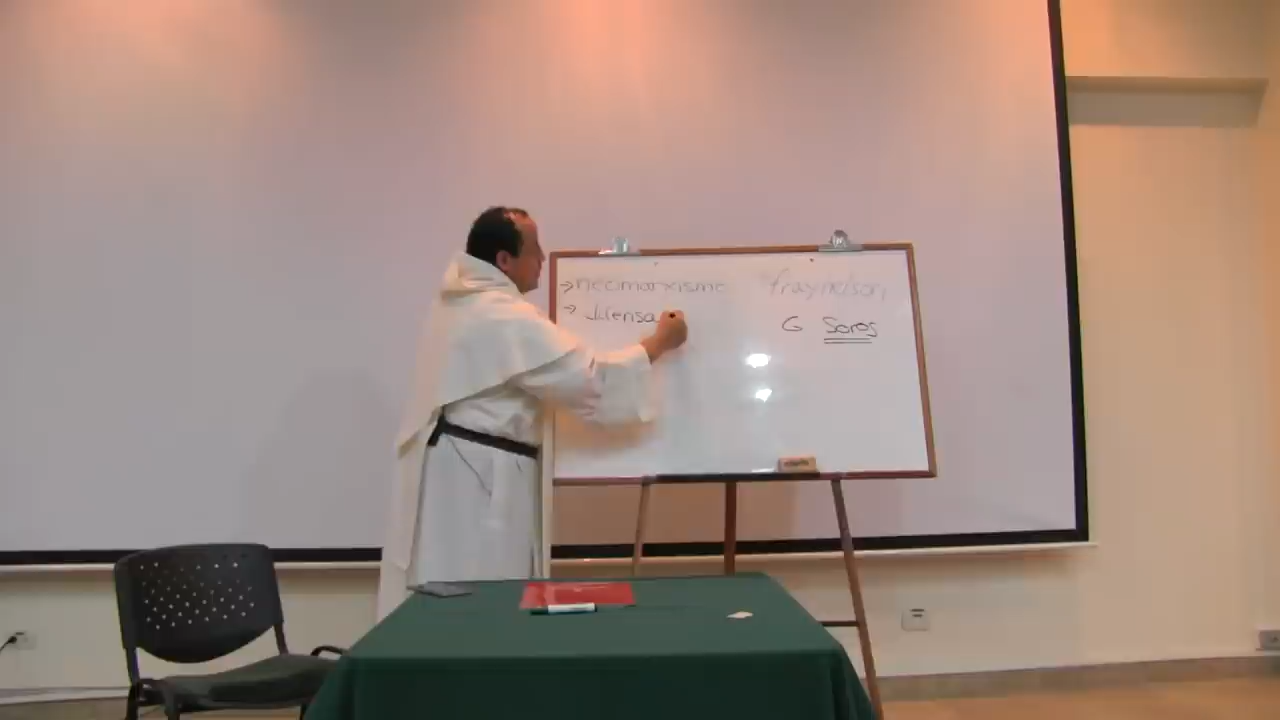 → neomarxismo
→ defensa
fraynelson
G Soros